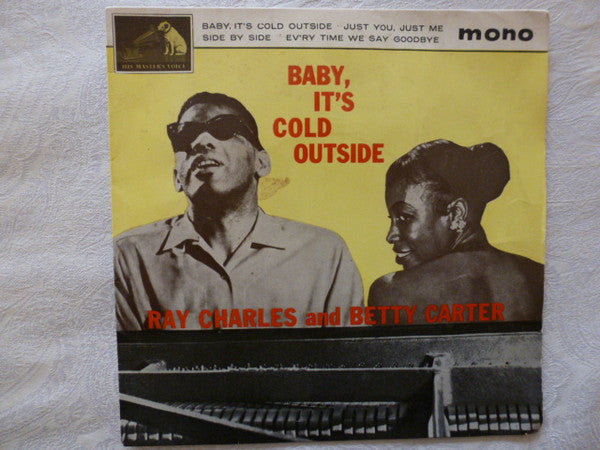 BABY, IT'S COLD OUTSIDE · JUST YOU, JUST ME
SIDE BY SIDE · EV'RY TIME WE SAY GOODBYE
mono
HIS MASTER'S VOICE
BABY,
IT'S
COLD
OUTSIDE
RAY CHARLES and BETTY CARTER